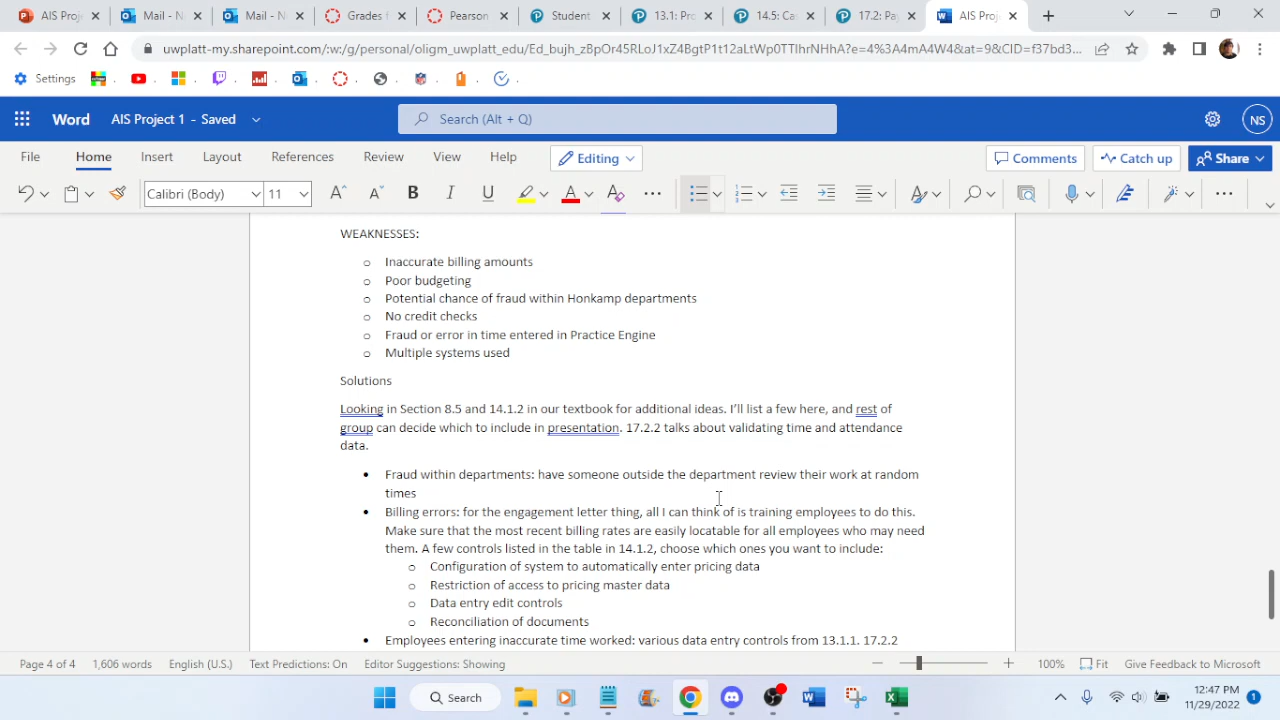 AIS Proj
Mail - N
Mail - N
Grades f
Pearson
Student
13.1: Pro
14.5: Ca
17.2: Pa
AIS Proj
uwplatt-my.sharepoint.com/:w:/g/personal/oligm_uwplatt_edu/Ed_bujh_zBpOr45RLoJ1xZ4BgtP1t12aLtWp0TTIhrNHhA?e=4%3A4mA4W4&at=9&CID=f37bd3...
Settings
Word AIS Project 1 - Saved Search (Alt + Q) NS
File Home Insert Layout References Review View Help Editing Comments Catch up Share
Calibri (Body) 11 A A B I U A A
WEAKNESSES:
o Inaccurate billing amounts
o Poor budgeting
o Potential chance of fraud within Honkamp departments
o No credit checks
o Fraud or error in time entered in Practice Engine
o Multiple systems used
Solutions
Looking in Section 8.5 and 14.1.2 in our textbook for additional ideas. I'll list a few here, and rest of
group can decide which to include in presentation. 17.2.2 talks about validating time and attendance
data.
• Fraud within departments: have someone outside the department review their work at random
times
• Billing errors: for the engagement letter thing, all I can think of is training employees to do this.
Make sure that the most recent billing rates are easily locatable for all employees who may need
them. A few controls listed in the table in 14.1.2, choose which ones you want to include:
o Configuration of system to automatically enter pricing data
o Restriction of access to pricing master data
o Data entry edit controls
o Reconciliation of documents
• Employees entering inaccurate time worked: various data entry controls from 13.1.1. 17.2.2
Page 4 of 4 1,606 words English (U.S.) Text Predictions: On Editor Suggestions: Showing 100% Fit Give Feedback to Microsoft
Search
12:47 PM
11/29/2022
1